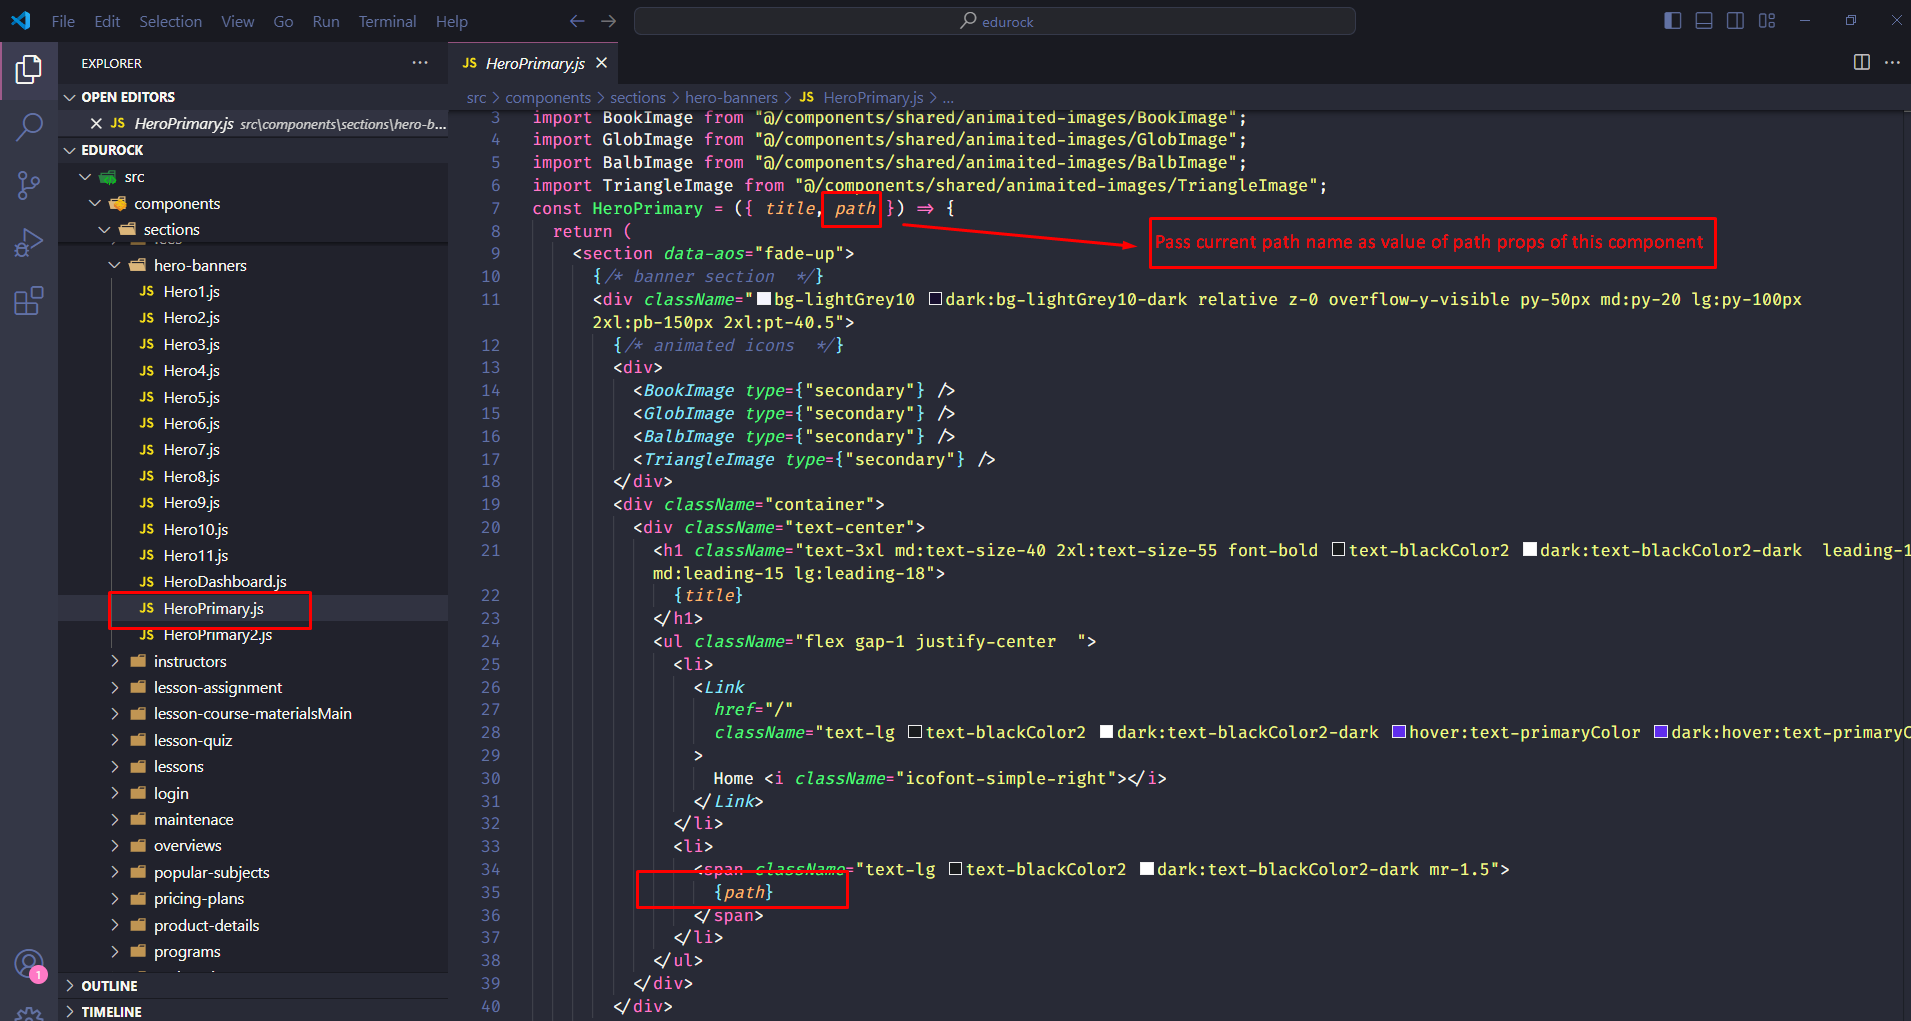 File Edit Selection View Go Run Terminal Help
edurock
EXPLORER
OPEN EDITORS
JS HeroPrimary.js src\components\sections\hero-b...
EDUROCK
src
components
sections
hero-banners
JS Hero1.js
JS Hero2.js
JS Hero3.js
JS Hero4.js
JS Hero5.js
JS Hero6.js
JS Hero7.js
JS Hero8.js
JS Hero9.js
JS Hero10.js
JS Hero11.js
JS HeroDashboard.js
JS HeroPrimary.js
JS HeroPrimary2.js
instructors
lesson-assignment
lesson-course-materialsMain
lesson-quiz
lessons
login
maintenace
overviews
popular-subjects
pricing-plans
product-details
programs
OUTLINE
TIMELINE
1
JS HeroPrimary.js
src > components > sections > hero-banners > JS HeroPrimary.js > ...
3 import BookImage from "@/components/shared/animaited-images/BookImage";
4 import GlobImage from "@/components/shared/animaited-images/GlobImage";
5 import BalbImage from "@/components/shared/animaited-images/BalbImage";
6 import TriangleImage from "@/components/shared/animaited-images/TriangleImage";
7 const HeroPrimary = ({ title, path }) => {
8 return (
9 <section data-aos="fade-up">
10 {/* banner section */}
11 <div className="bg-lightGrey10 dark:bg-lightGrey10-dark relative z-0 overflow-y-visible py-50px md:py-20 lg:py-100px
2xl:pb-150px 2xl:pt-40.5">
12 {/* animated icons */}
13 <div>
14 <BookImage type={"secondary"} />
15 <GlobImage type={"secondary"} />
16 <BalbImage type={"secondary"} />
17 <TriangleImage type={"secondary"} />
18 </div>
19 <div className="container">
20 <div className="text-center">
21 <h1 className="text-3xl md:text-size-40 2xl:text-size-55 font-bold text-blackColor2 dark:text-blackColor2-dark leading-1
md:leading-15 lg:leading-18">
22 {title}
23 </h1>
24 <ul className="flex gap-1 justify-center ">
25 <li>
26 <Link
27 href="/"
28 className="text-lg text-blackColor2 dark:text-blackColor2-dark hover:text-primaryColor dark:hover:text-primaryC
29 >
30 Home <i className="icofont-simple-right"></i>
31 </Link>
32 </li>
33 <li>
34 <span className="text-lg text-blackColor2 dark:text-blackColor2-dark mr-1.5">
35 {path}
36 </span>
37 </li>
38 </ul>
39 </div>
40 </div>
Pass current path name as value of path props of this component